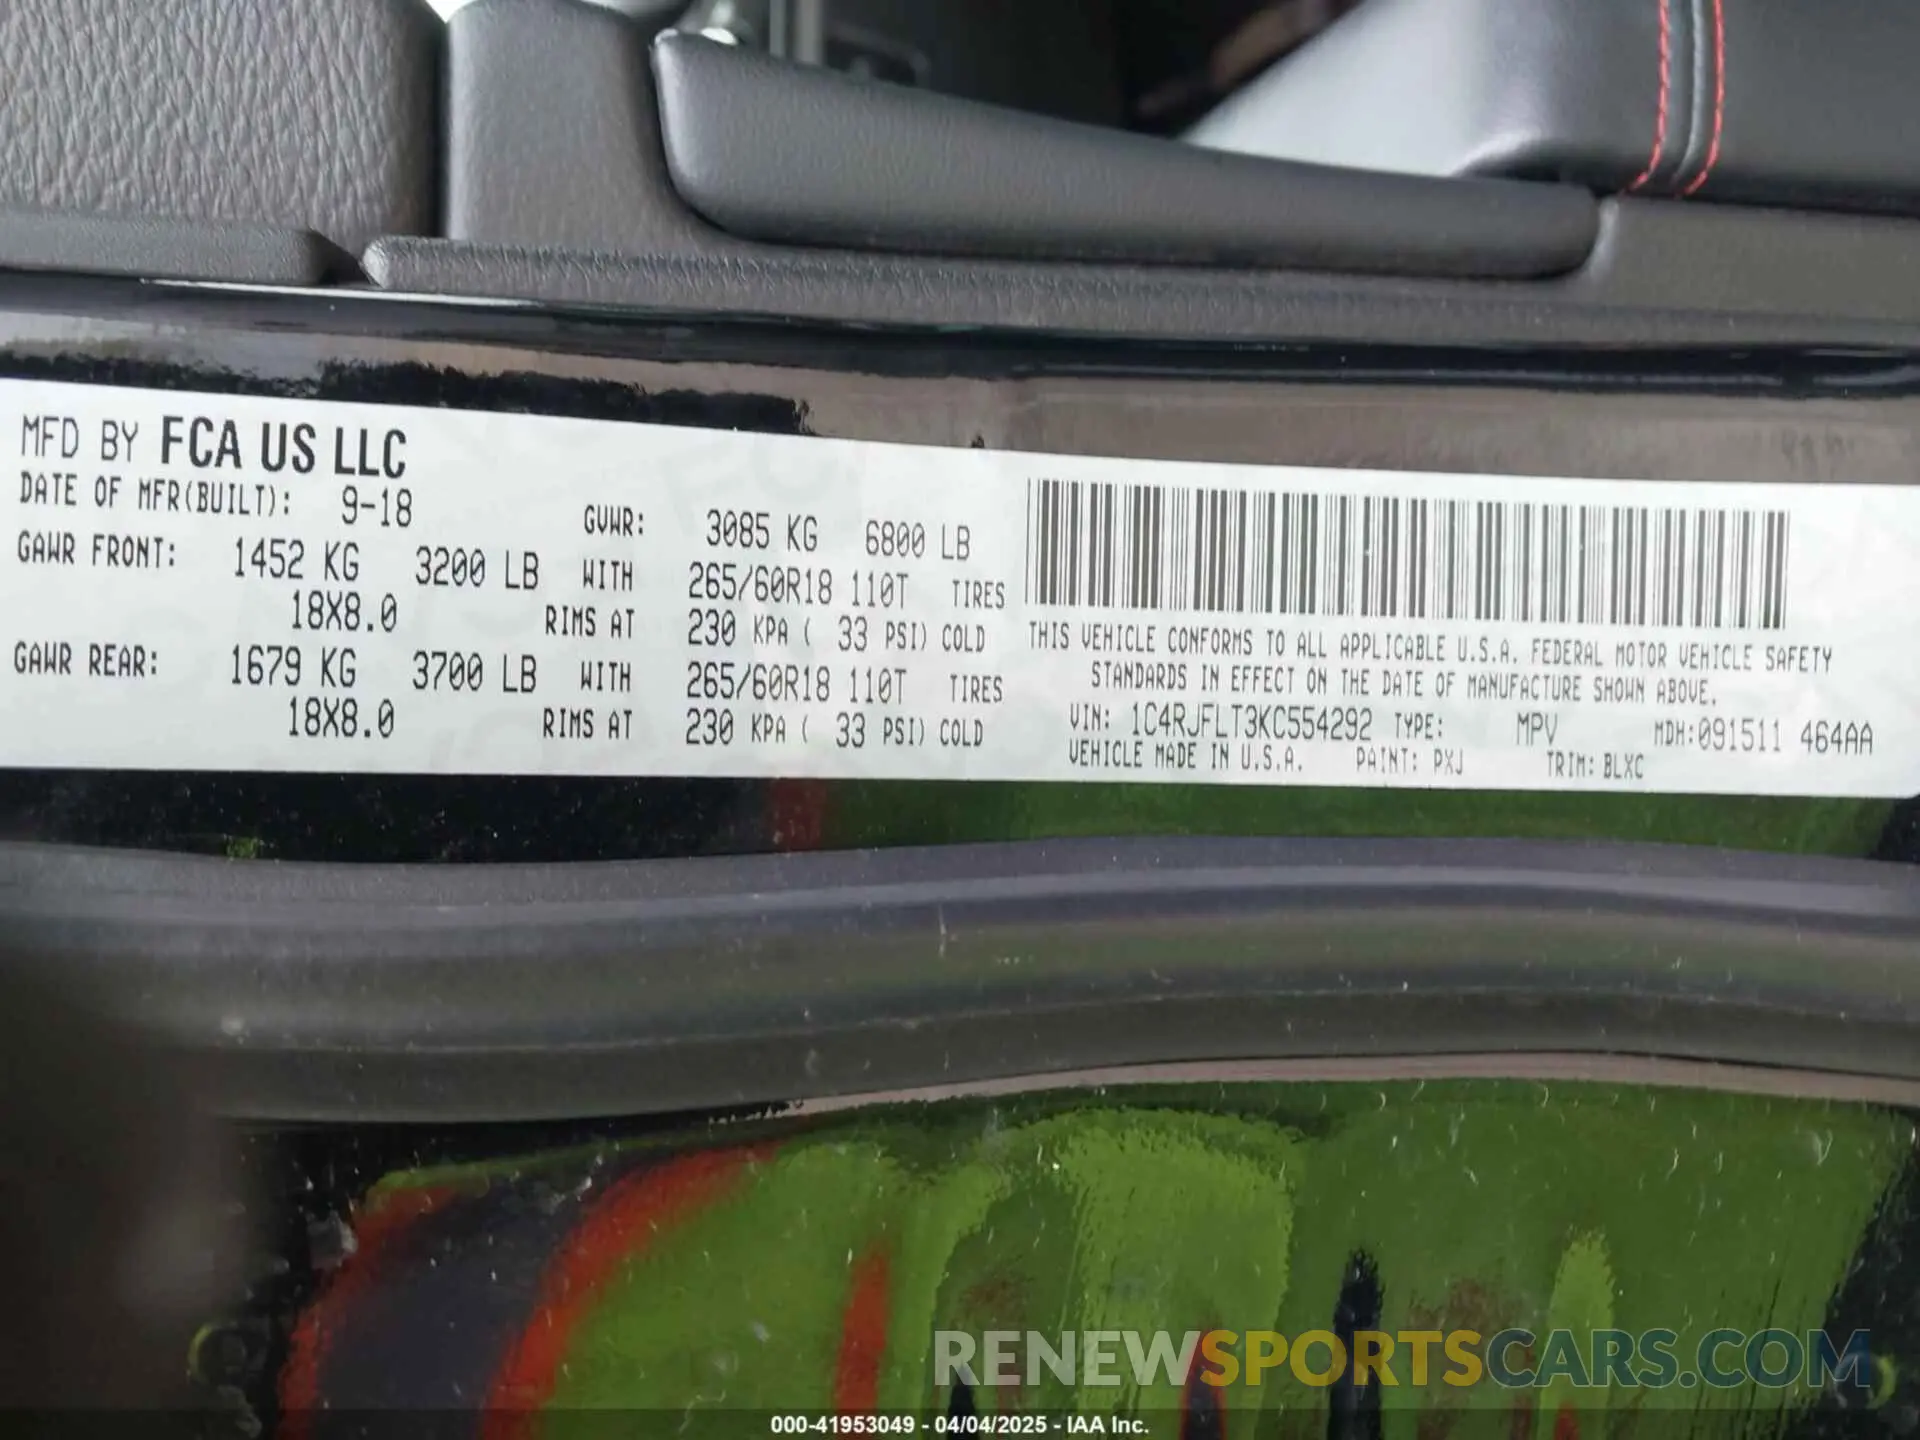 MFD BY FCA US LLC
DATE OF MFR(BUILT): 9-18 GVWR: 3085 KG 6800 LB
GAWR FRONT: 1452 KG 3200 LB WITH 265/60R18 110T TIRES
18X8.0 RIMS AT 230 KPA ( 33 PSI) COLD
GAWR REAR: 1679 KG 3700 LB WITH 265/60R18 110T TIRES
18X8.0 RIMS AT 230 KPA ( 33 PSI) COLD
THIS VEHICLE CONFORMS TO ALL APPLICABLE U.S.A. FEDERAL MOTOR VEHICLE SAFETY
STANDARDS IN EFFECT ON THE DATE OF MANUFACTURE SHOWN ABOVE.
VIN: 1C4RJFLT3KC554292 TYPE: MPV MDH:091511 464AA
VEHICLE MADE IN U.S.A. PAINT: PXJ TRIM: BLXC
RENEWSPORTSCARS.COM
000-41953049 - 04/04/2025 - IAA Inc.